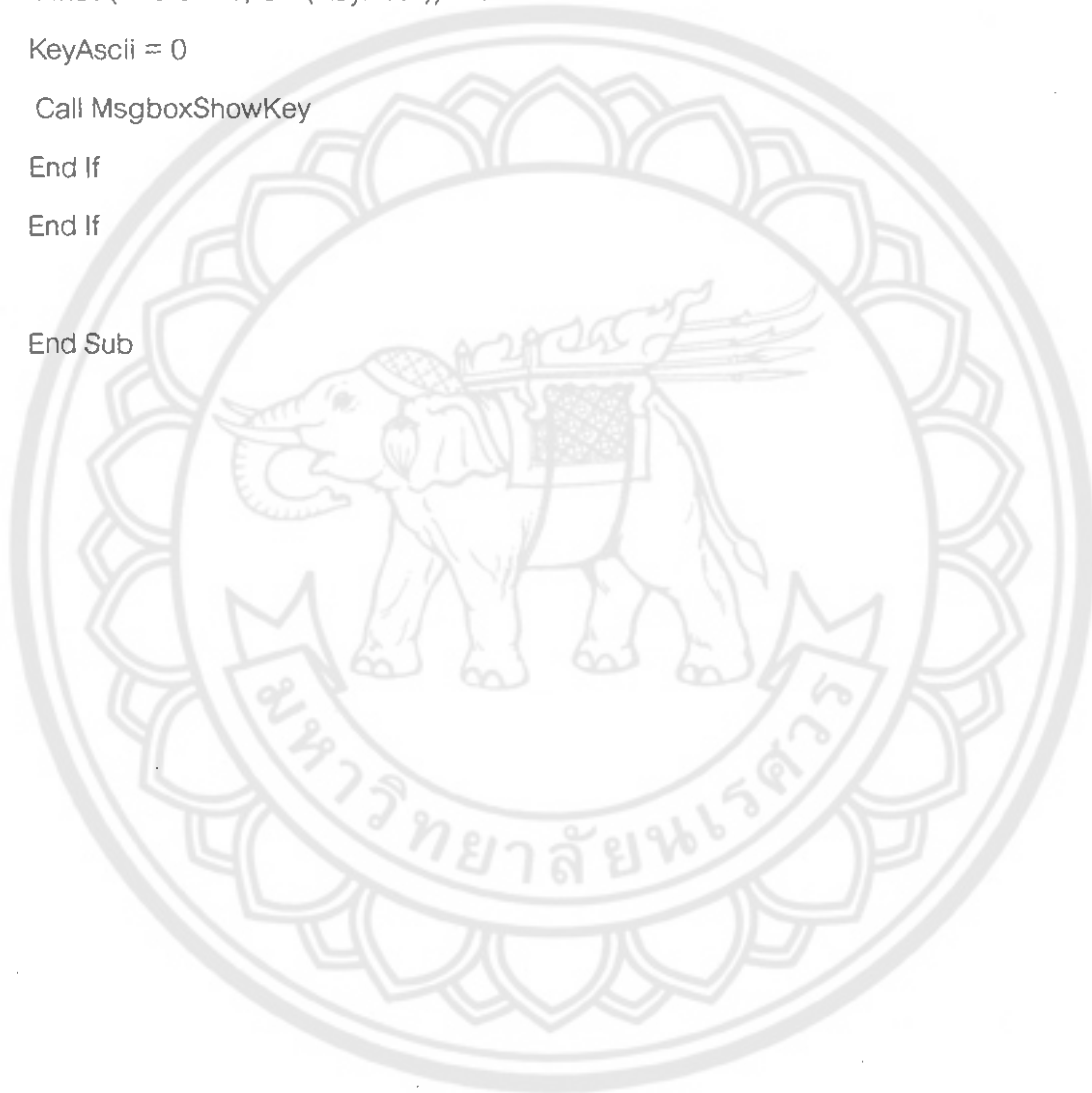 KeyAscii = 0
Call MsgboxShowKey
End If
End If
End Sub
มหาวิทยาลัยนเรศวร